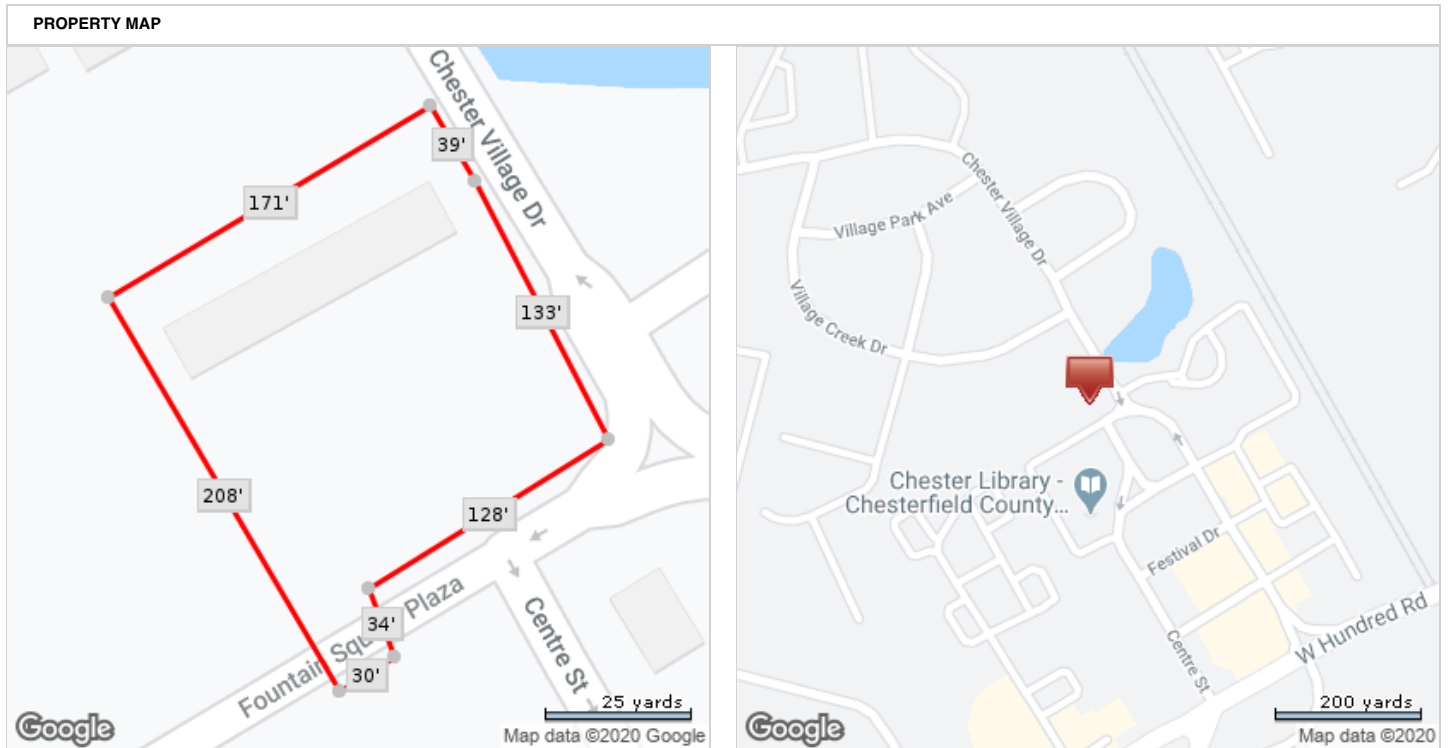 PROPERTY MAP
Chester Village Dr
39'
171'
133'
208'
128'
34'
30'
Fountain Squ Plaza
Centre St
25 yards
Google
Map data ©2020 Google
Chester Village Dr
Village Park Ave
Village Creek Dr
Chester Library -
Chesterfield County...
Festival Dr
W Hundred Rd
Centre St
200 yards
Google
Map data ©2020